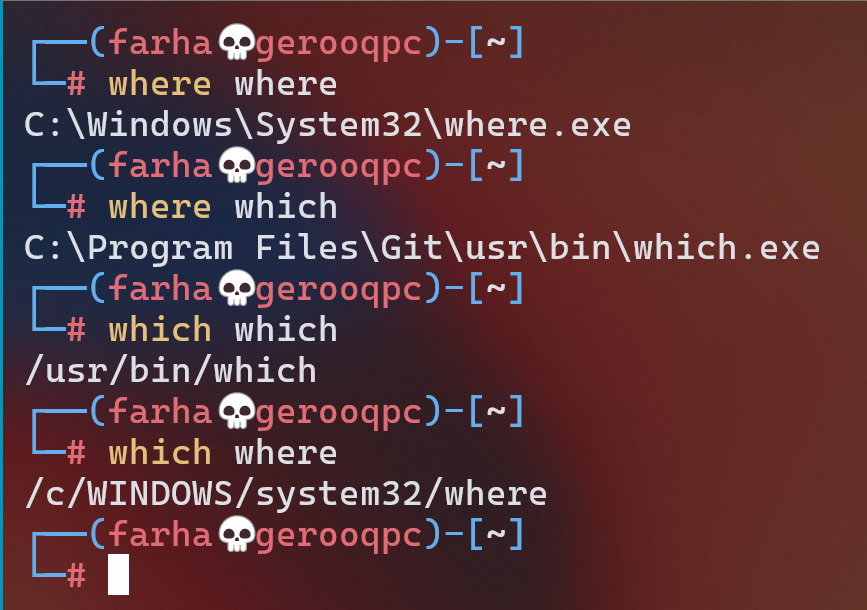 ┌──(farha💀gerooqpc)-[~]
└─# where where
C:\Windows\System32\where.exe
┌──(farha💀gerooqpc)-[~]
└─# where which
C:\Program Files\Git\usr\bin\which.exe
┌──(farha💀gerooqpc)-[~]
└─# which which
/usr/bin/which
┌──(farha💀gerooqpc)-[~]
└─# which where
/c/WINDOWS/system32/where
┌──(farha💀gerooqpc)-[~]
└─#